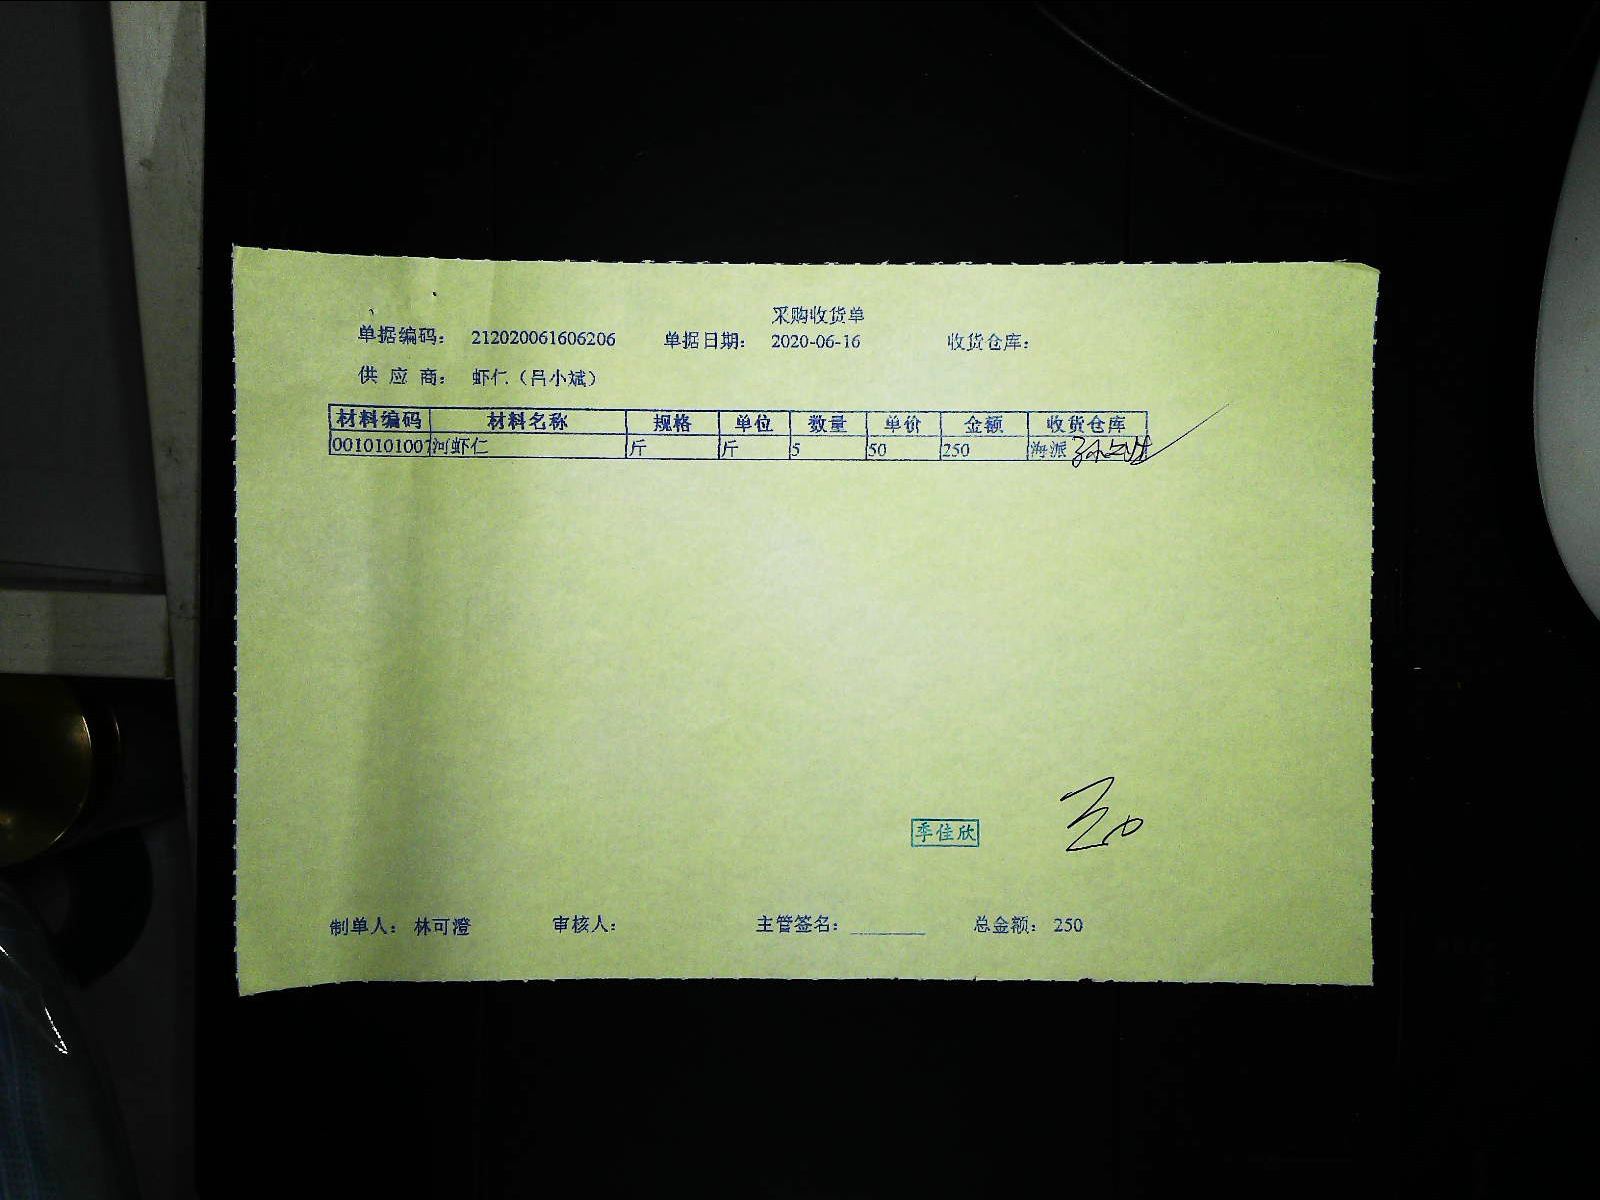 采购收货单
单据编码： 212020061606206 单据日期： 2020-06-16 收货仓库：
供 应 商： 虾仁（吕小斌）
材料编码 材料名称 规格 单位 数量 单价 金额 收货仓库
0010101007 河虾仁 斤 斤 5 50 250 海派
季佳欣
制单人： 林可澄 审核人： 主管签名： 总金额： 250